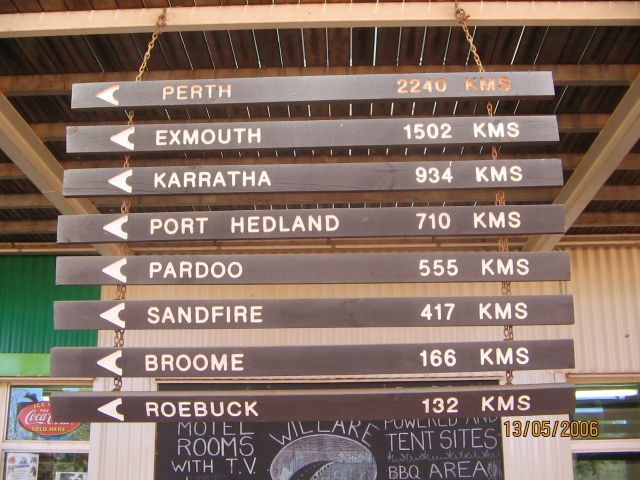 PERTH 2240 KMS
EXMOUTH 1502 KMS
KARRATHA 934 KMS
PORT HEDLAND 710 KMS
PARDOO 555 KMS
SANDFIRE 417 KMS
BROOME 166 KMS
ROEBUCK 132 KMS
ICE
Coca-Cola
SOLD HERE
MOTEL
ROOMS
WITH T.V.
WILLARE
POWERED AND
TENT SITES
BBQ AREA
13/05/2006